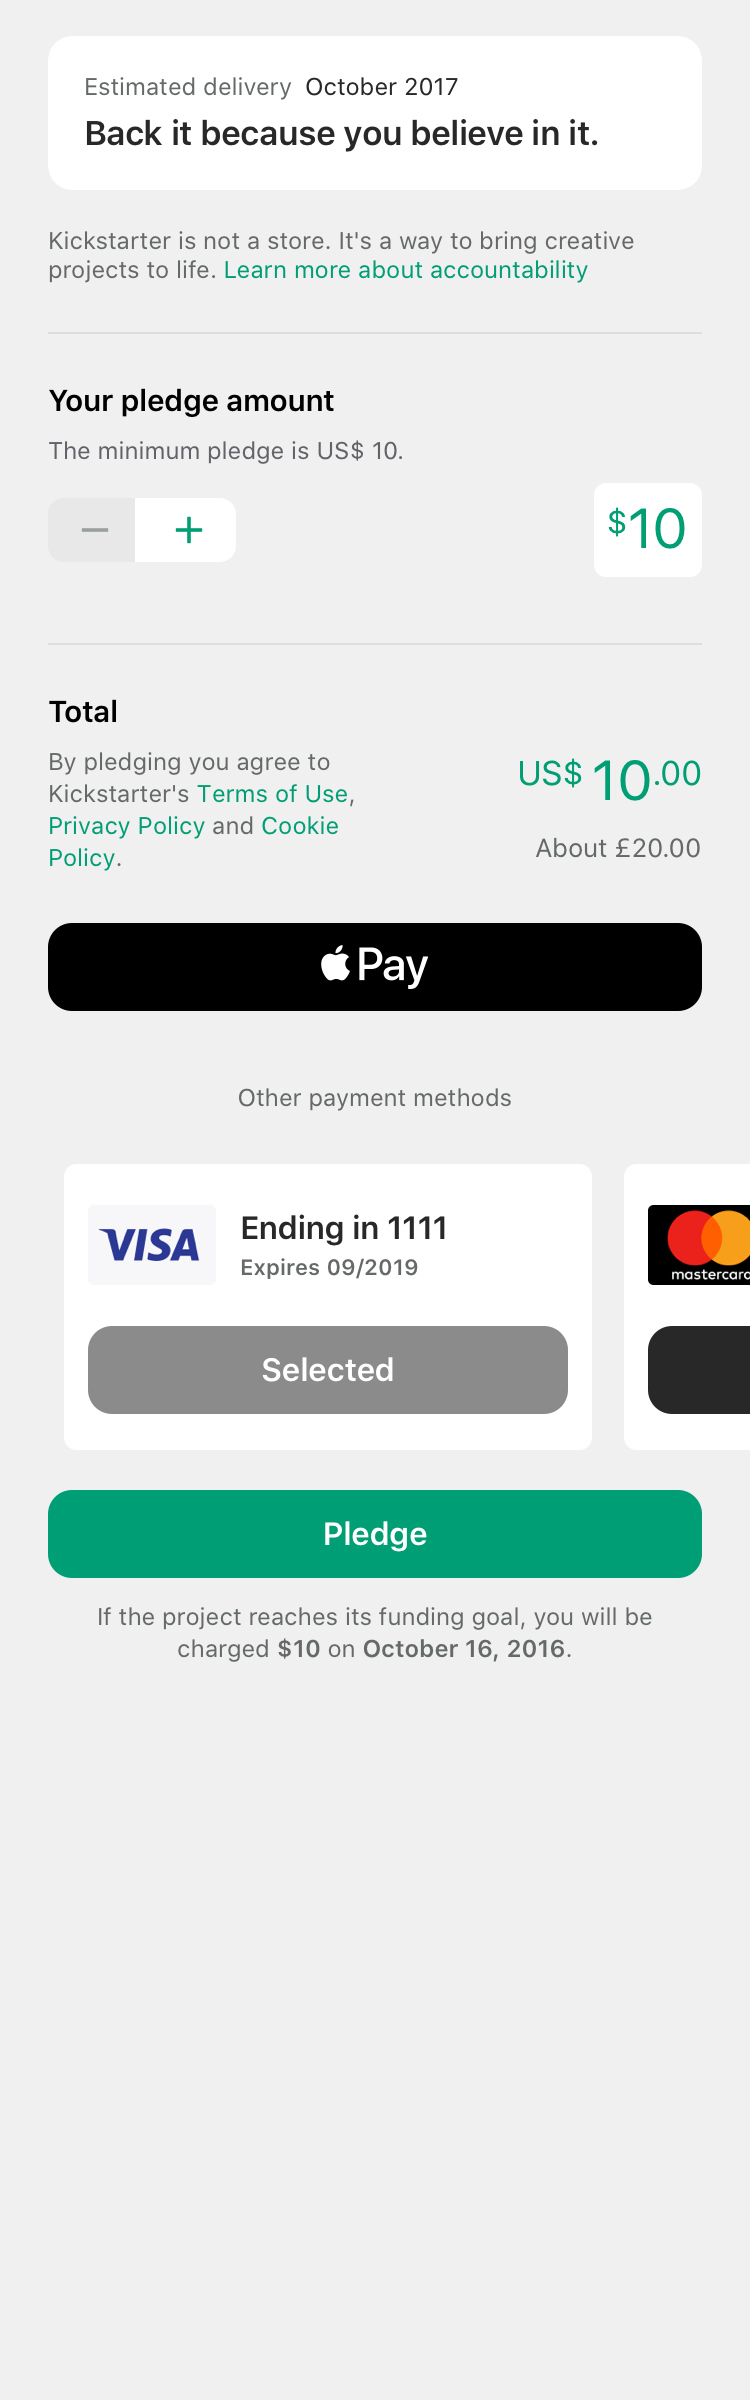 Estimated delivery October 2017
Back it because you believe in it.
Kickstarter is not a store. It's a way to bring creative
projects to life. Learn more about accountability
Your pledge amount
The minimum pledge is US$ 10.
$10
Total
By pledging you agree to
Kickstarter's Terms of Use,
Privacy Policy and Cookie
Policy.
US$ 10.00
About £20.00
Pay
Other payment methods
VISA
Ending in 1111
Expires 09/2019
Selected
mastercard
Pledge
If the project reaches its funding goal, you will be
charged $10 on October 16, 2016.